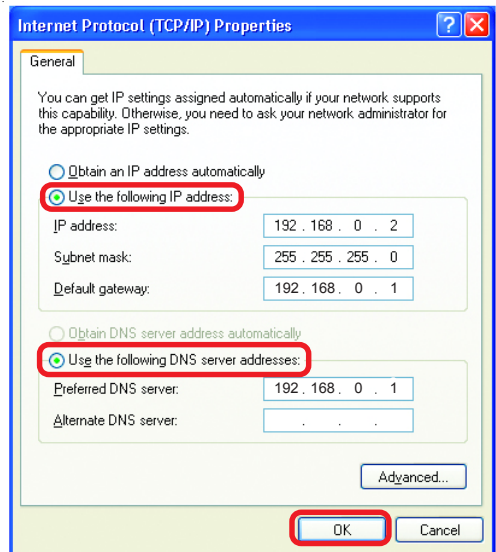 Internet Protocol (TCP/IP) Properties
General
You can get IP settings assigned automatically if your network supports
this capability. Otherwise, you need to ask your network administrator for
the appropriate IP settings.
Obtain an IP address automatically
Use the following IP address:
IP address: 192 . 168 . 0 . 2
Subnet mask: 255 . 255 . 255 . 0
Default gateway: 192 . 168 . 0 . 1
Obtain DNS server address automatically
Use the following DNS server addresses:
Preferred DNS server: 192 . 168 . 0 . 1
Alternate DNS server: . . .
Advanced...
OK Cancel